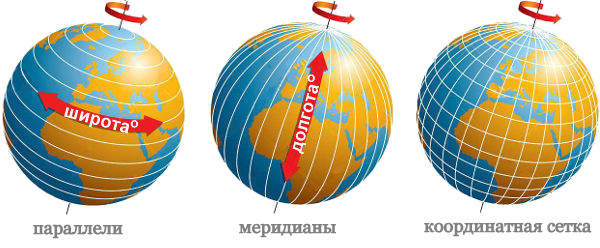 широта°
долгота°
параллели
меридианы
координатная сетка